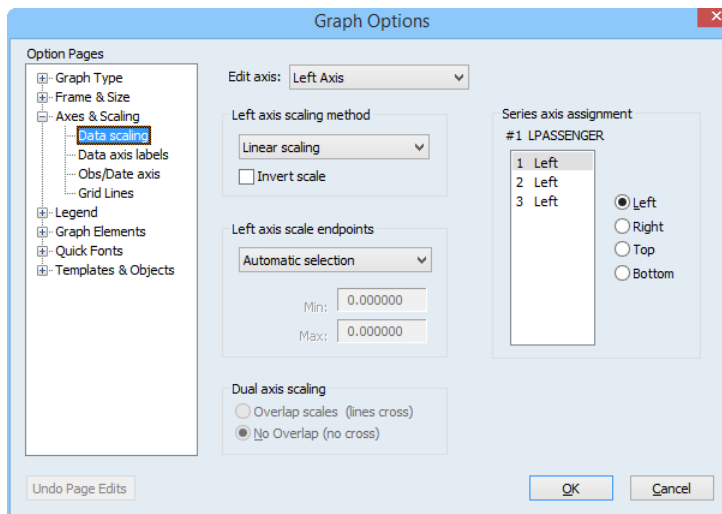 Graph Options
Option Pages
Graph Type
Frame & Size
Axes & Scaling
Data scaling
Data axis labels
Obs/Date axis
Grid Lines
Legend
Graph Elements
Quick Fonts
Templates & Objects
Edit axis: Left Axis
Left axis scaling method
Linear scaling
Invert scale
Left axis scale endpoints
Automatic selection
Min: 0.000000
Max: 0.000000
Dual axis scaling
Overlap scales (lines cross)
No Overlap (no cross)
Series axis assignment
#1 LPASSENGER
1 Left
2 Left
3 Left
Left
Right
Top
Bottom
Undo Page Edits
OK
Cancel